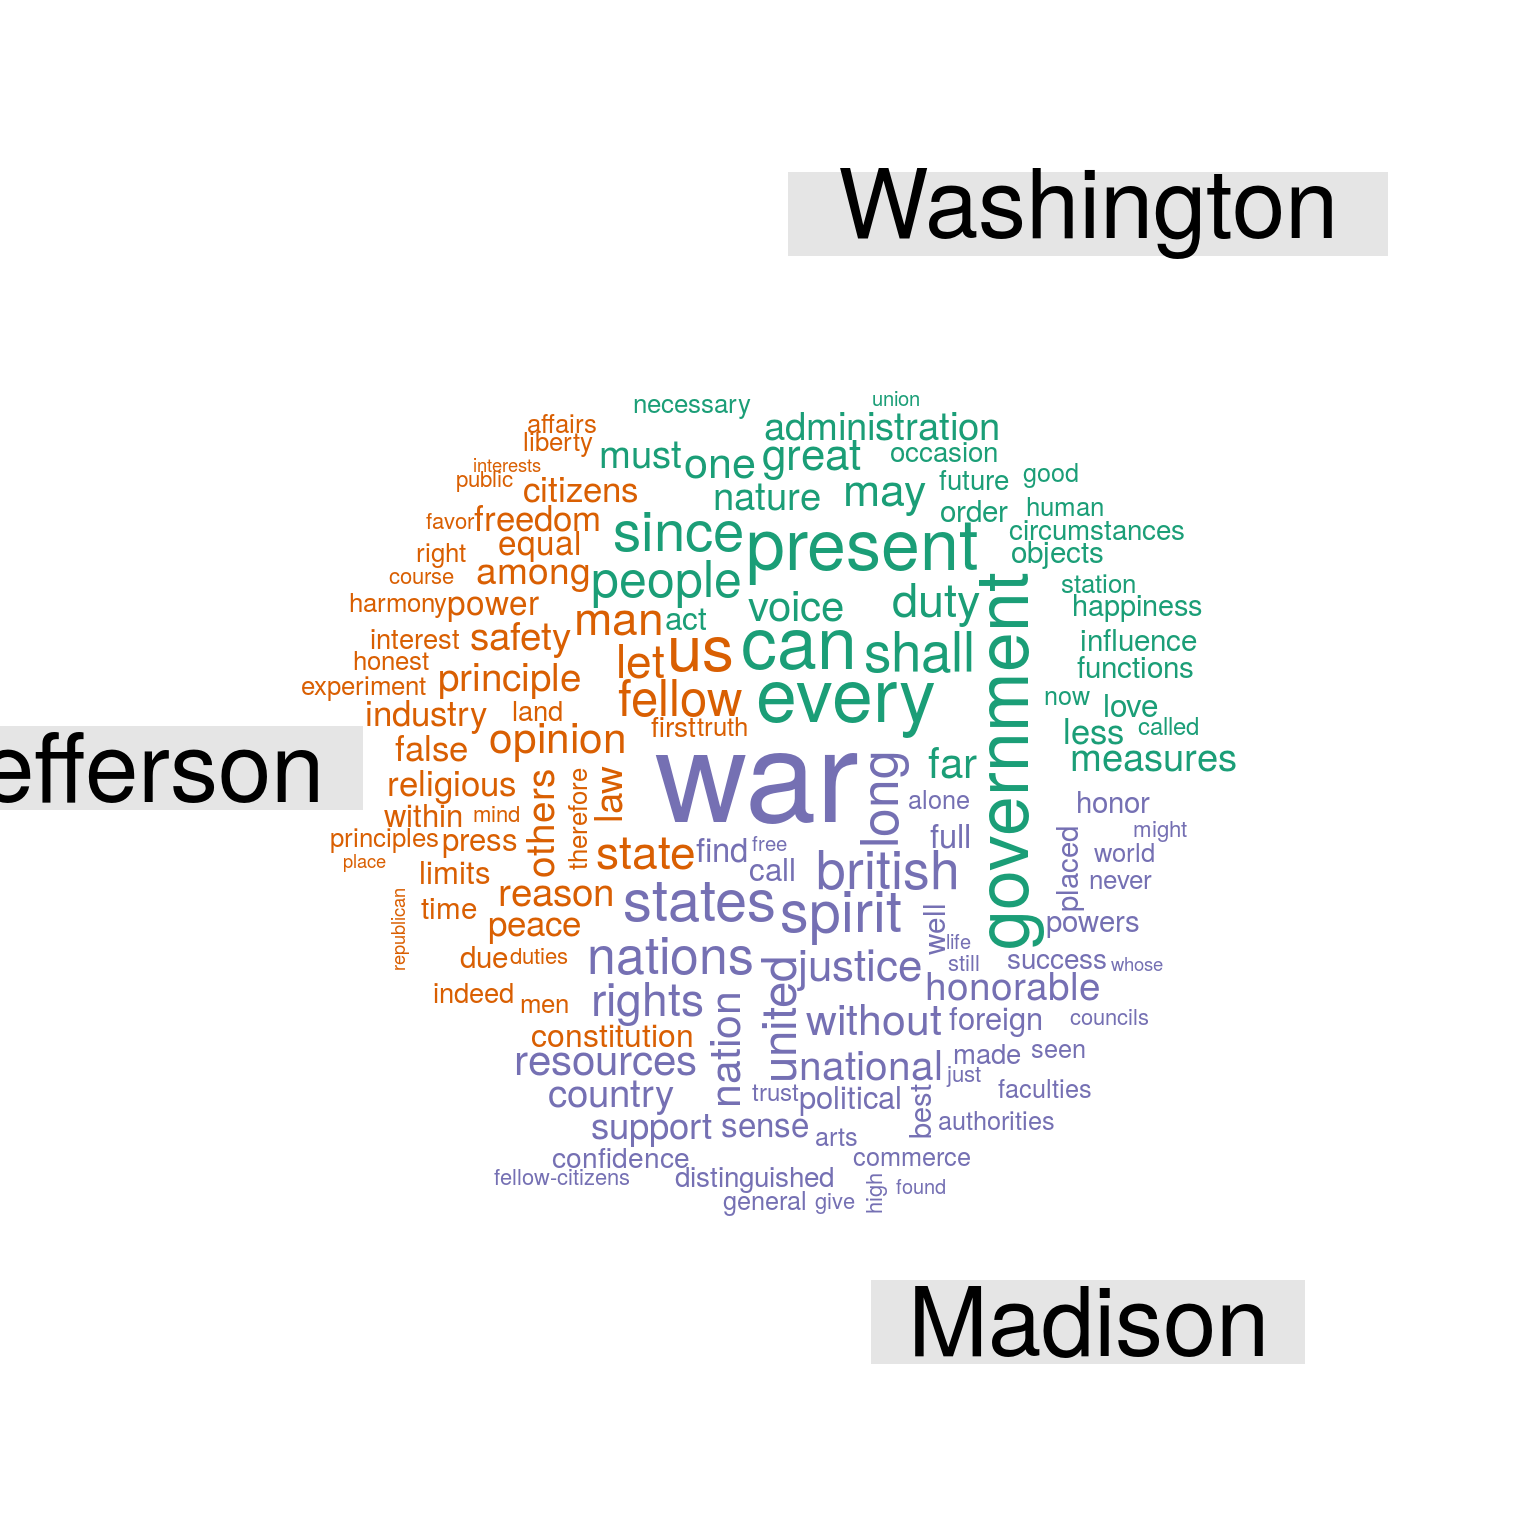 Washington
necessary
union
affairs
administration
liberty
must
one
great
occasion
interests
public
citizens
nature
may
future
good
favor
freedom
since
present
order
human
circumstances
right
equal
objects
course
among
people
station
harmony
power
man
act
voice
duty
government
happiness
interest
safety
let
us
can
shall
influence
honest
functions
experiment
principle
fellow
every
now
love
industry
land
first
truth
less
called
efferson
false
opinion
war
long
far
measures
religious
others
therefore
law
alone
honor
within
mind
full
placed
might
principles
press
state
find
free
world
place
limits
call
british
never
republican
time
reason
states
spirit
well
powers
peace
life
due
duties
nations
united
justice
still
success
whose
indeed
men
rights
nation
honorable
constitution
without
foreign
councils
resources
national
made
seen
just
country
trust
political
best
faculties
support
sense
arts
authorities
confidence
commerce
fellow-citizens
distinguished
general
give
high
found
Madison